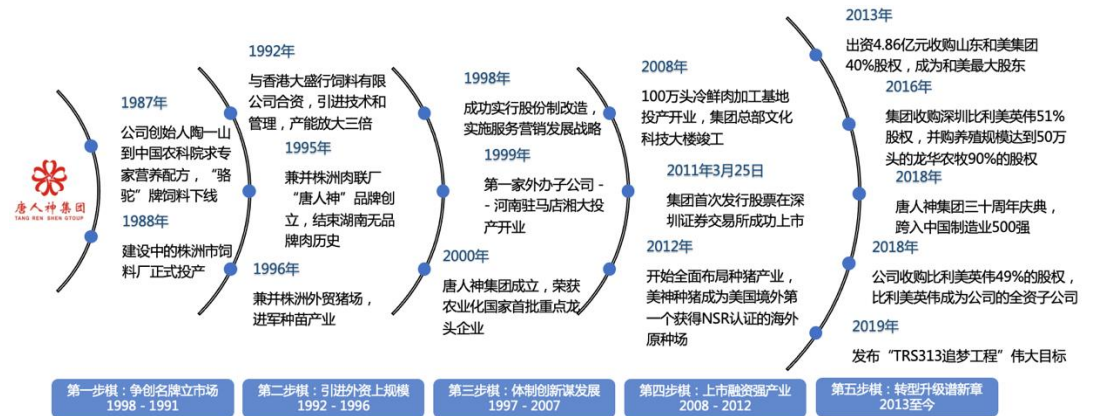 唐人神集团
TANG REN SHEN GTOUP
1987年
公司创始人陶一山
到中国农科院求专
家营养配方，“骆
驼”牌饲料下线
1988年
建设中的株洲市饲
料厂正式投产
第一步棋：争创名牌立市场
1998 - 1991
1992年
与香港大盛行饲料有限
公司合资，引进技术和
管理，产能放大三倍
1995年
兼并株洲肉联厂
“唐人神”品牌创
立，结束湖南无品
牌肉历史
1996年
兼并株洲外贸猪场，
进军种苗产业
第二步棋：引进外资上规模
1992 - 1996
1998年
成功实行股份制改造，
实施服务营销发展战略
1999年
第一家外办子公司 -
- 河南驻马店湘大投
产开业
2000年
唐人神集团成立，荣获
农业化国家首批重点龙
头企业
第三步棋：体制创新谋发展
1997 - 2007
2008年
100万头冷鲜肉加工基地
投产开业，集团总部文化
科技大楼竣工
2011年3月25日
集团首次发行股票在深
圳证券交易所成功上市
2012年
开始全面布局种猪产业，
美神种猪成为美国境外第
一个获得NSR认证的海外
原种场
第四步棋：上市融资强产业
2008 - 2012
2013年
出资4.86亿元收购山东和美集团
40%股权，成为和美最大股东
2016年
集团收购深圳比利美英伟51%
股权，并购养殖规模达到50万
头的龙华农牧90%的股权
2018年
唐人神集团三十周年庆典，
跨入中国制造业500强
2018年
公司收购比利美英伟49%的股权，
比利美英伟成为公司的全资子公司
2019年
发布“TRS313追梦工程”伟大目标
第五步棋：转型升级谱新章
2013至今